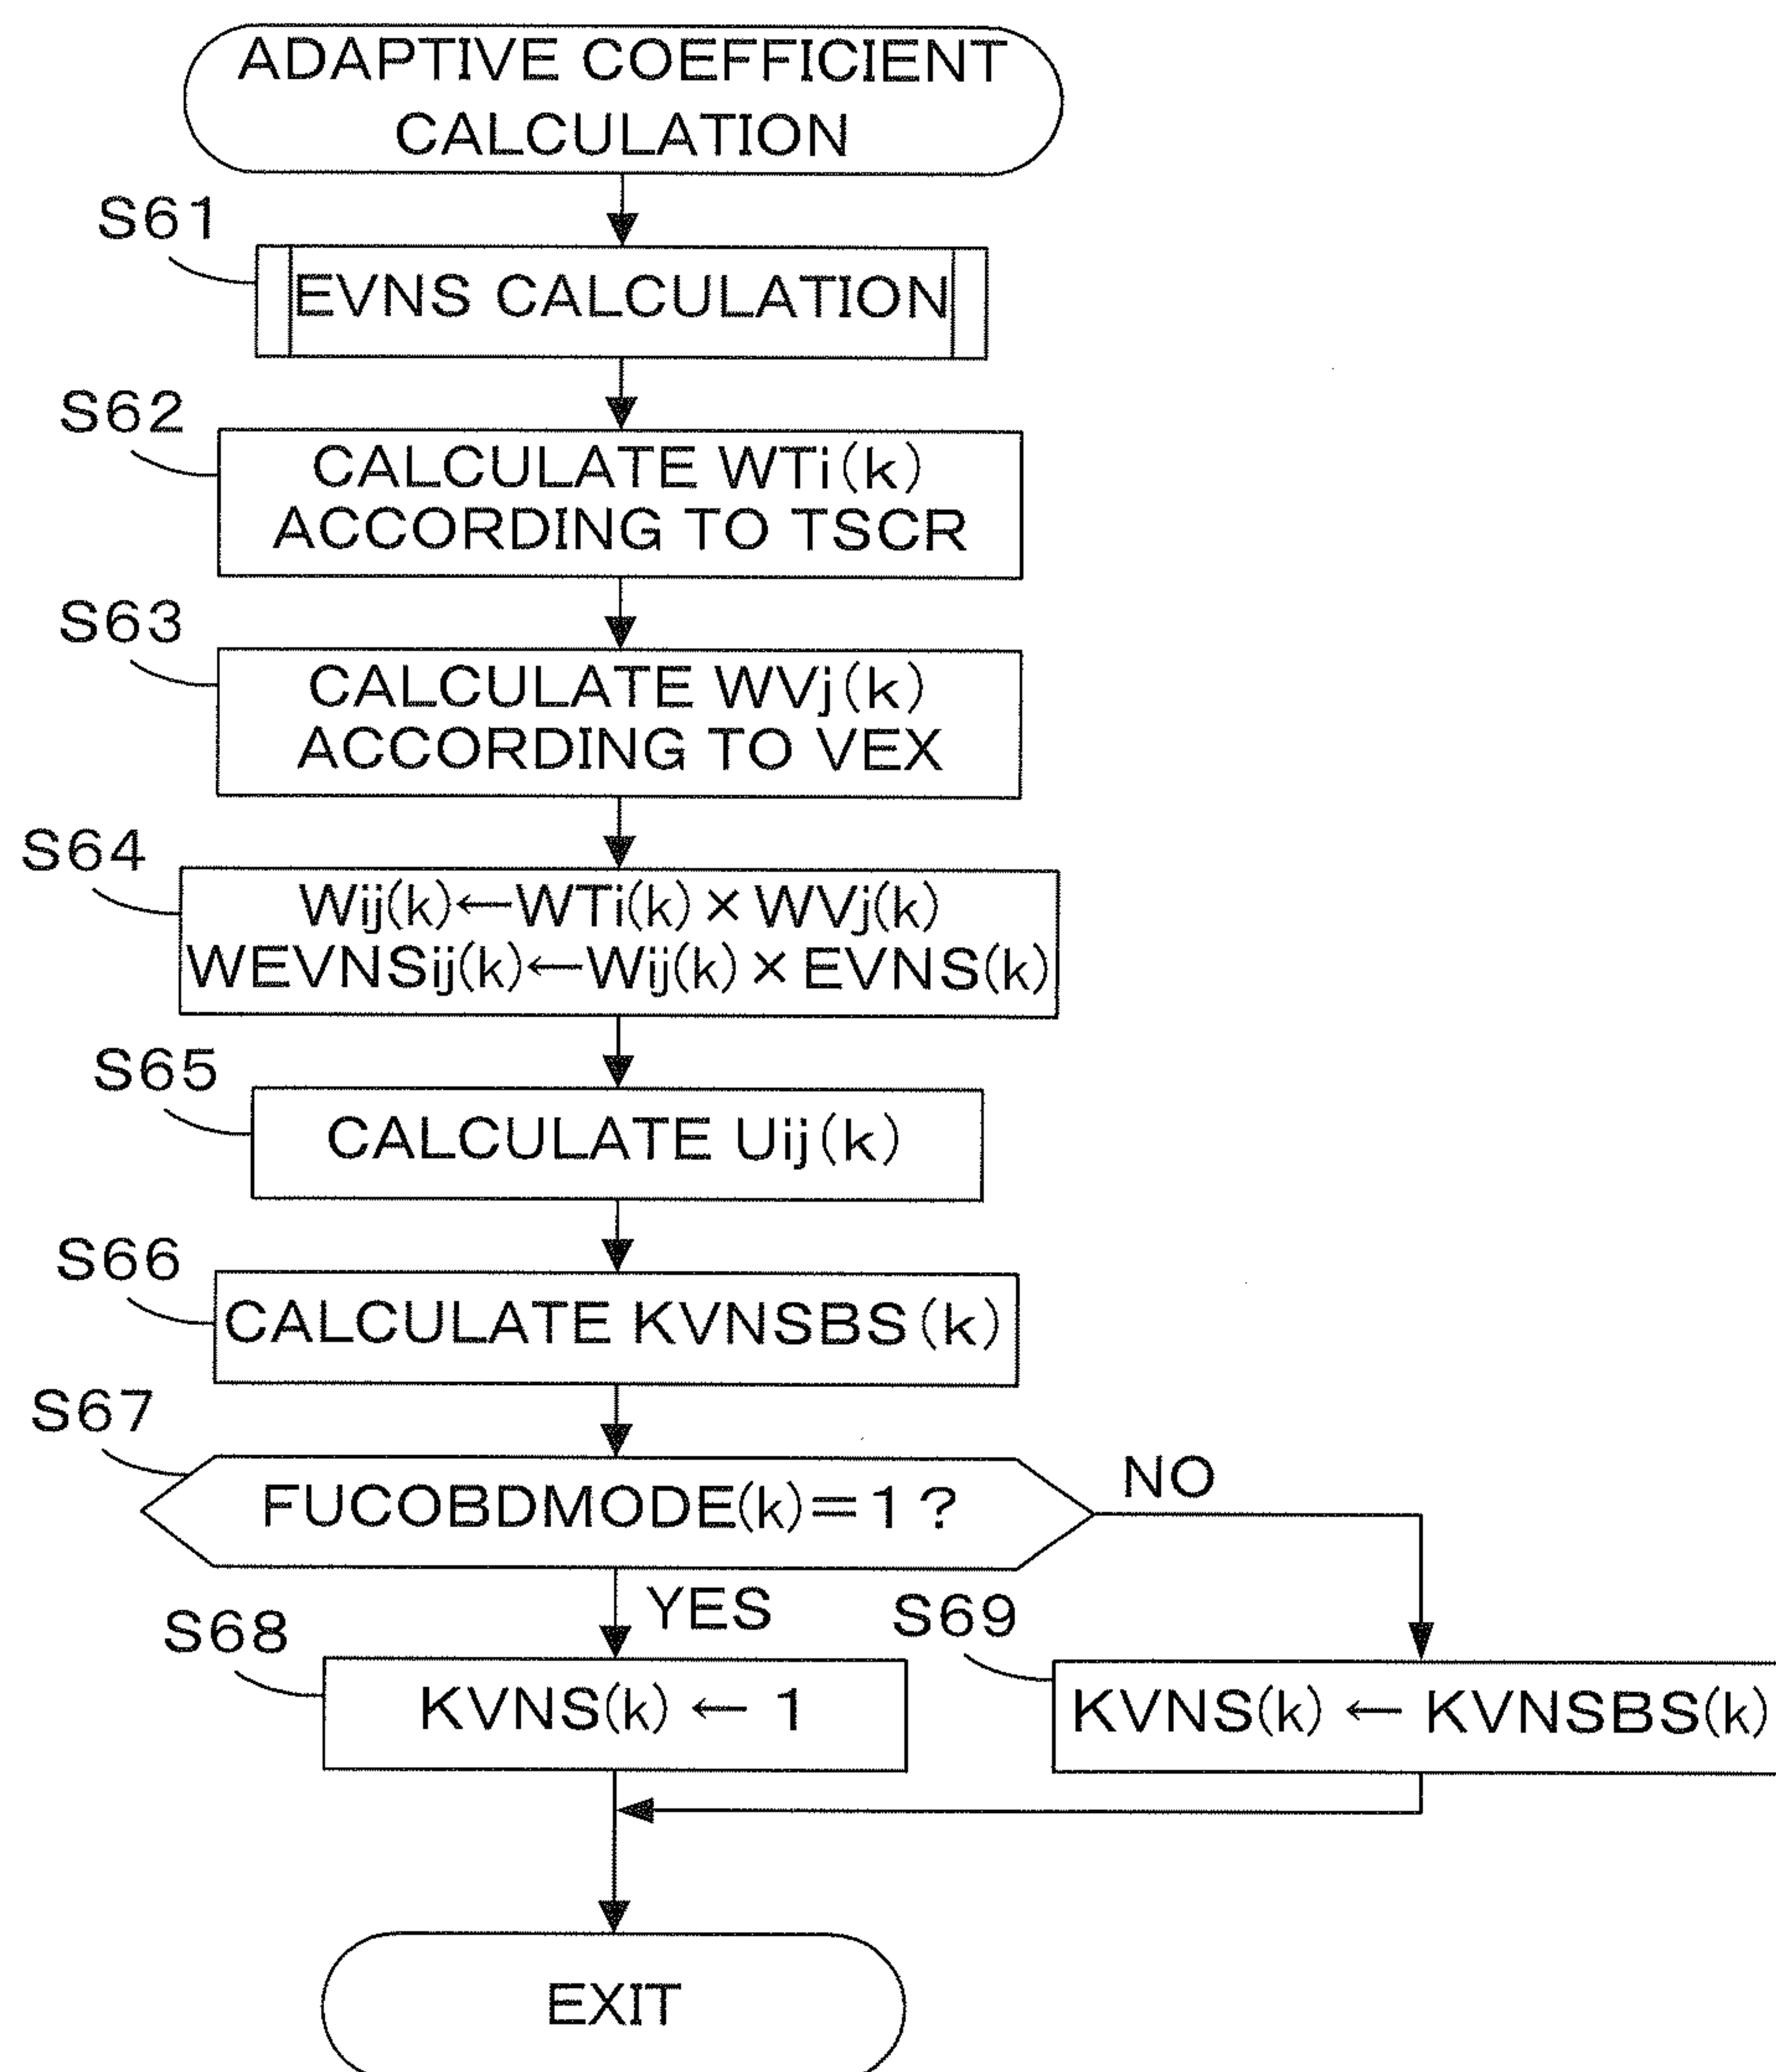 ADAPTIVE COEFFICIENT
CALCULATION
S61
EVNS CALCULATION
S62
CALCULATE WTi(k)
ACCORDING TO TSCR
S63
CALCULATE WVj(k)
ACCORDING TO VEX
S64
Wij(k)←WTi(k)×WVj(k)
WEVNSij(k)←Wij(k)×EVNS(k)
S65
CALCULATE Uij(k)
S66
CALCULATE KVNSBS(k)
S67
FUCOBDMODE(k)=1?
NO
YES
S68
KVNS(k) ← 1
S69
KVNS(k) ← KVNSBS(k)
EXIT